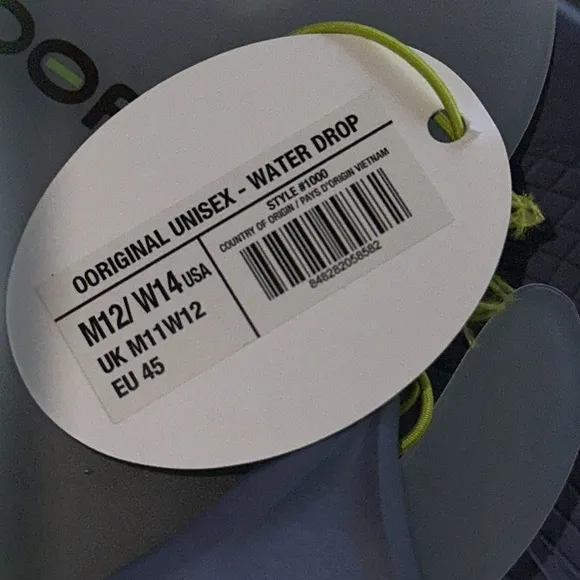 OOR
OORIGINAL UNISEX - WATER DROP
M12/ W14 USA
UK M11W12
EU 45
STYLE #1000
COUNTRY OF ORIGIN / PAYS D'ORIGIN VIETNAM
848282058582